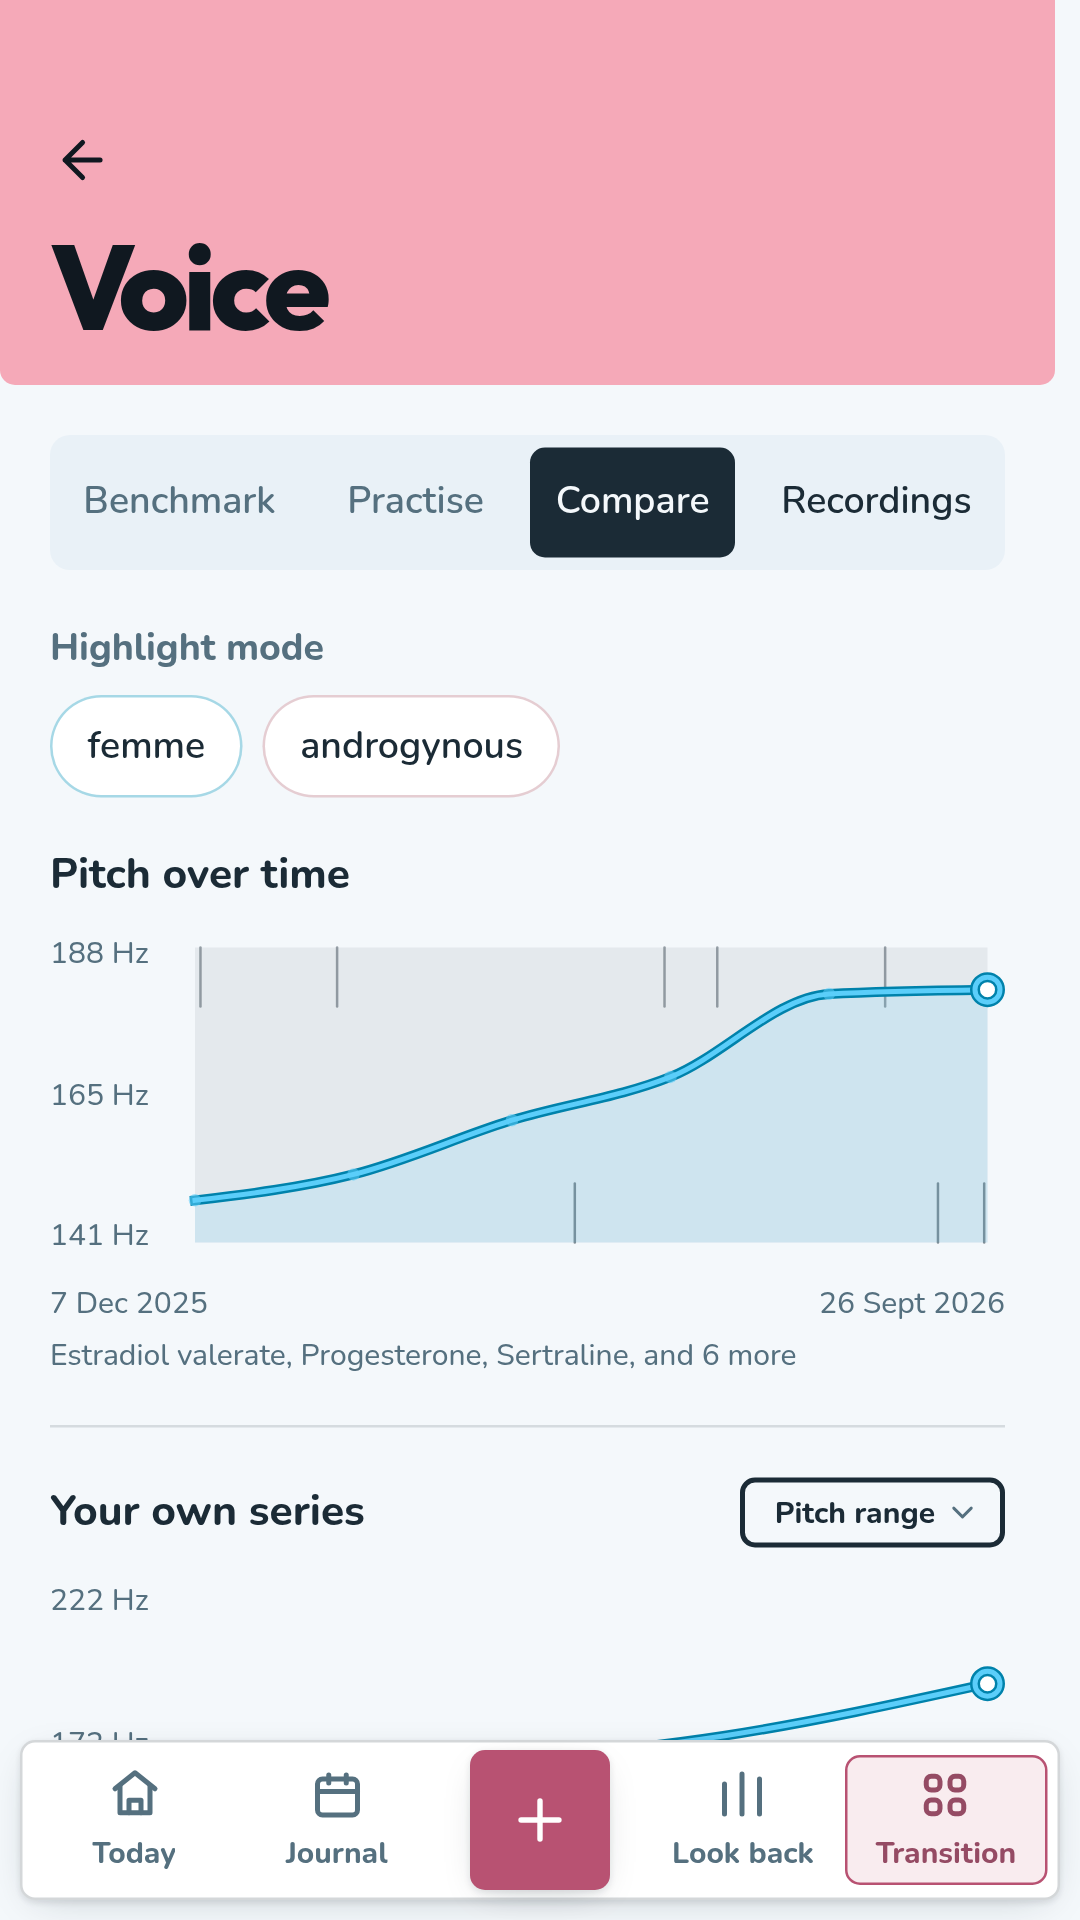 Voice
Benchmark Practise Compare Recordings
Highlight mode
femme androgynous
Pitch over time
188 Hz
165 Hz
141 Hz
7 Dec 2025 26 Sept 2026
Estradiol valerate, Progesterone, Sertraline, and 6 more
Your own series Pitch range
222 Hz
Today Journal Look back Transition